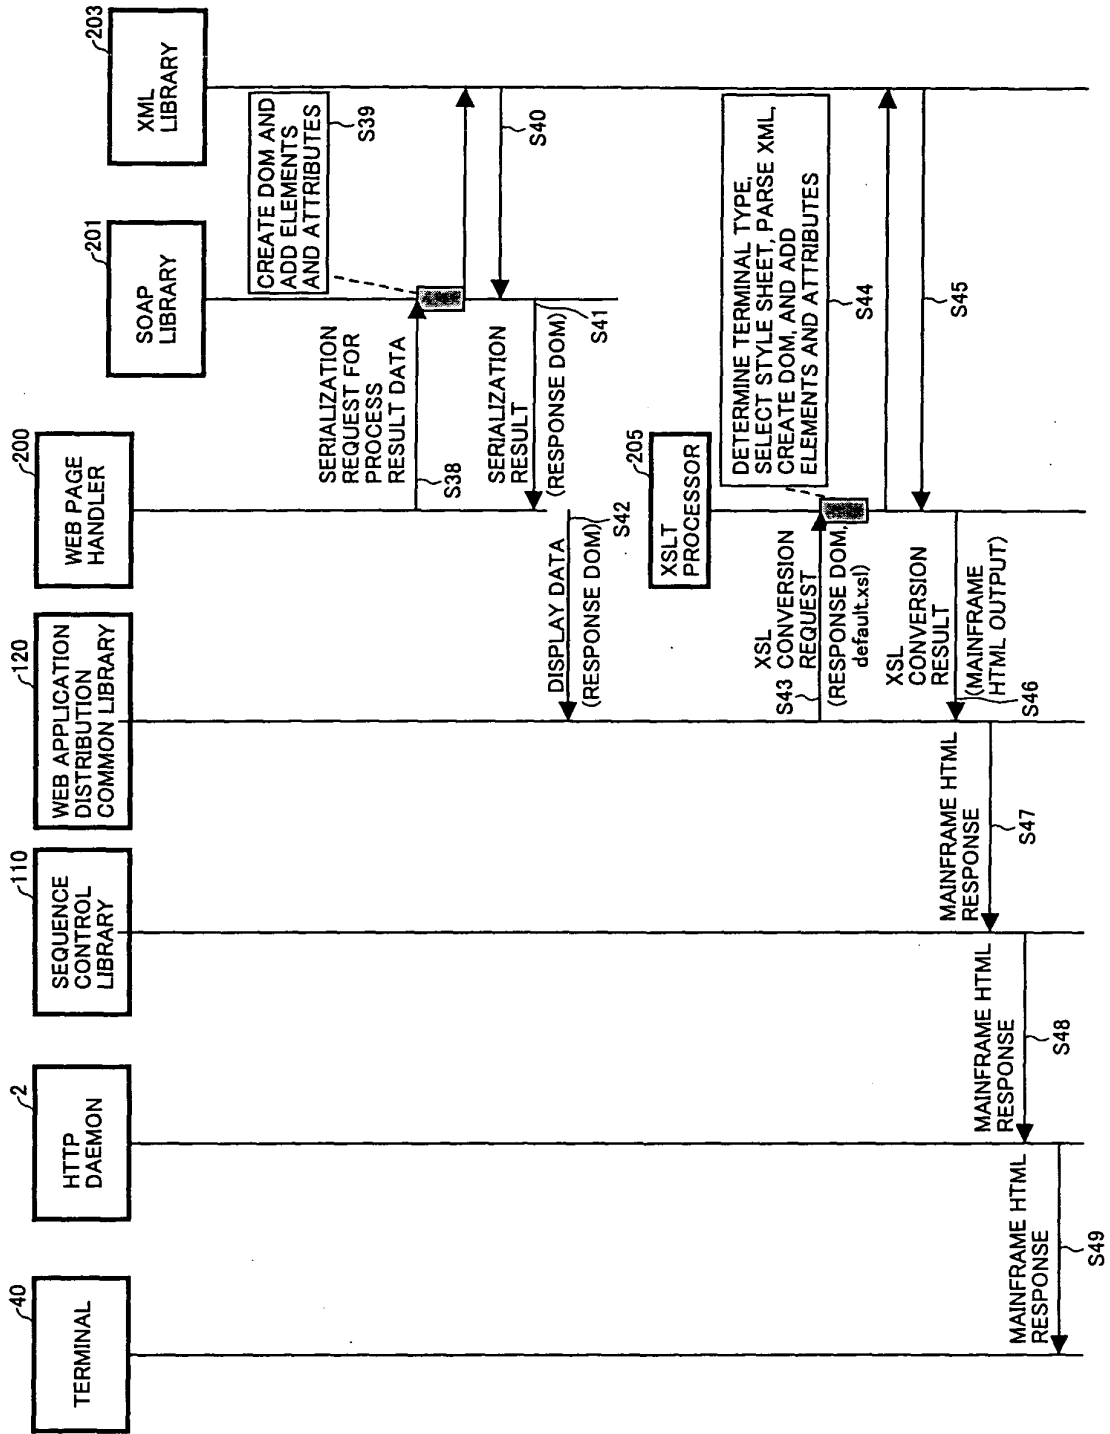 40
TERMINAL
2
HTTP
DAEMON
110
SEQUENCE
CONTROL
LIBRARY
120
WEB APPLICATION
DISTRIBUTION
COMMON LIBRARY
200
WEB PAGE
HANDLER
201
SOAP
LIBRARY
203
XML
LIBRARY
SERIALIZATION
REQUEST FOR
PROCESS
RESULT DATA
S38
CREATE DOM AND
ADD ELEMENTS
AND ATTRIBUTES
S39
S40
SERIALIZATION
RESULT
(RESPONSE DOM)
S41
DISPLAY DATA
(RESPONSE DOM)
S42
205
XSLT
PROCESSOR
XSL
CONVERSION
REQUEST
S43
(RESPONSE DOM,
default.xsl)
DETERMINE TERMINAL TYPE,
SELECT STYLE SHEET, PARSE XML,
CREATE DOM, AND ADD
ELEMENTS AND ATTRIBUTES
S44
S45
XSL
CONVERSION
RESULT
(MAINFRAME
HTML OUTPUT)
S46
MAINFRAME HTML
RESPONSE
S47
MAINFRAME HTML
RESPONSE
S48
MAINFRAME HTML
RESPONSE
S49